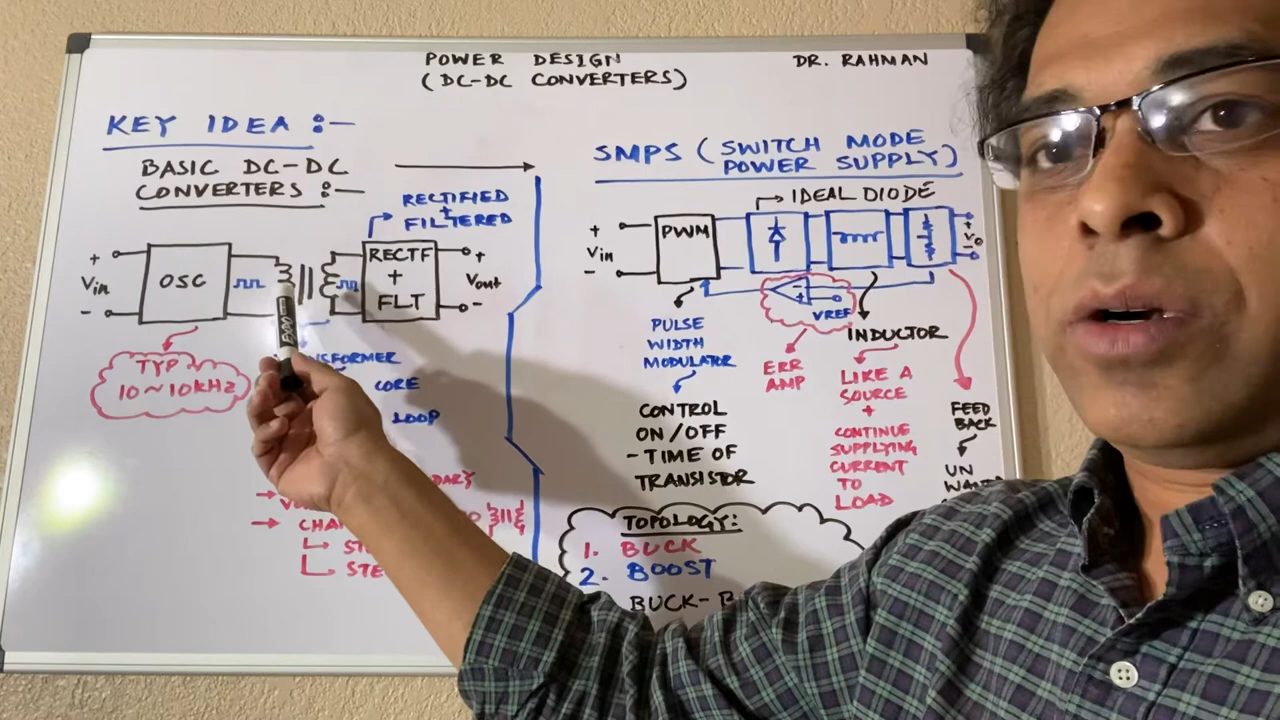 POWER DESIGN
(DC-DC CONVERTERS)
DR. RAHMAN
KEY IDEA :-
BASIC DC-DC
CONVERTERS :-
RECTIFIED
+
FILTERED
+
Vin
-
OSC
RECTF
+
FLT
+
Vout
-
TYP
10 ~ 10kHz
CORE
LOOP
SMPS (SWITCH MODE
POWER SUPPLY)
IDEAL DIODE
+
Vin
-
PWM
+
Vo
-
- +
VREF
PULSE
WIDTH
MODULATOR
CONTROL
ON/OFF
- TIME OF
TRANSISTOR
ERR
AMP
INDUCTOR
LIKE A
SOURCE
+
CONTINUE
SUPPLYING
CURRENT
TO
LOAD
FEED
BACK
UN
TOPOLOGY:
1. BUCK
2. BOOST
BUCK-B